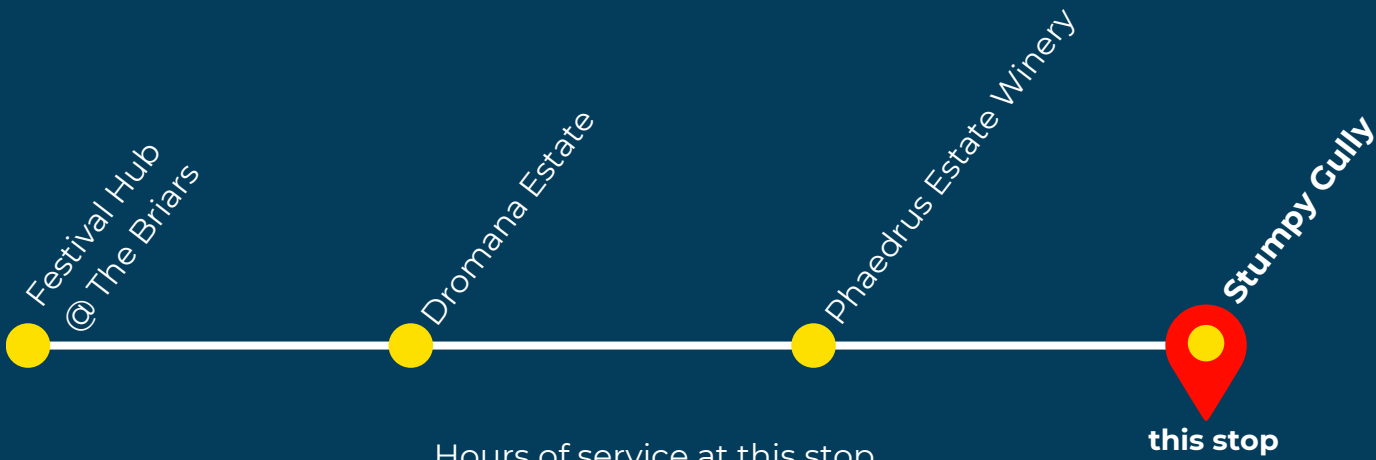 Festival Hub
@ The Briars
Dromana Estate
Phaedrus Estate Winery
Stumpy Gully
this stop
Hours of service at this stop